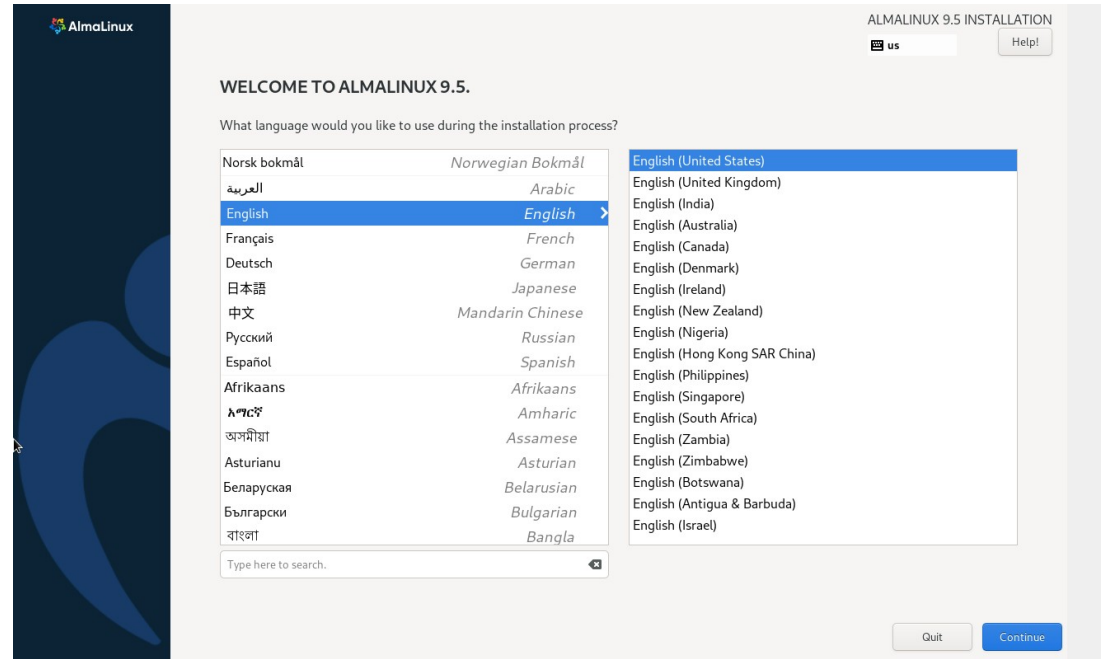 AlmaLinux
ALMALINUX 9.5 INSTALLATION
us
Help!
WELCOME TO ALMALINUX 9.5.
What language would you like to use during the installation process?
Norsk bokmål Norwegian Bokmål
العربية Arabic
English English
Français French
Deutsch German
日本語 Japanese
中文 Mandarin Chinese
Русский Russian
Español Spanish
Afrikaans Afrikaans
አማርኛ Amharic
অসমীয়া Assamese
Asturianu Asturian
Беларуская Belarusian
Български Bulgarian
বাংলা Bangla
Type here to search.
English (United States)
English (United Kingdom)
English (India)
English (Australia)
English (Canada)
English (Denmark)
English (Ireland)
English (New Zealand)
English (Nigeria)
English (Hong Kong SAR China)
English (Philippines)
English (Singapore)
English (South Africa)
English (Zambia)
English (Zimbabwe)
English (Botswana)
English (Antigua & Barbuda)
English (Israel)
Quit
Continue